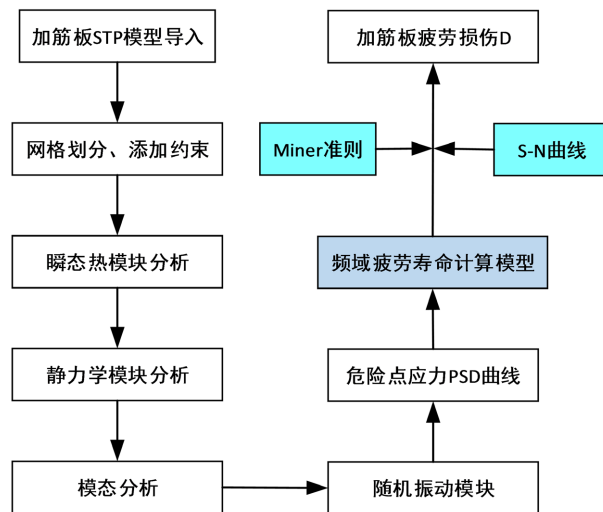 加筋板STP模型导入
网格划分、添加约束
瞬态热模块分析
静力学模块分析
模态分析
随机振动模块
危险点应力PSD曲线
频域疲劳寿命计算模型
Miner准则
S-N曲线
加筋板疲劳损伤D